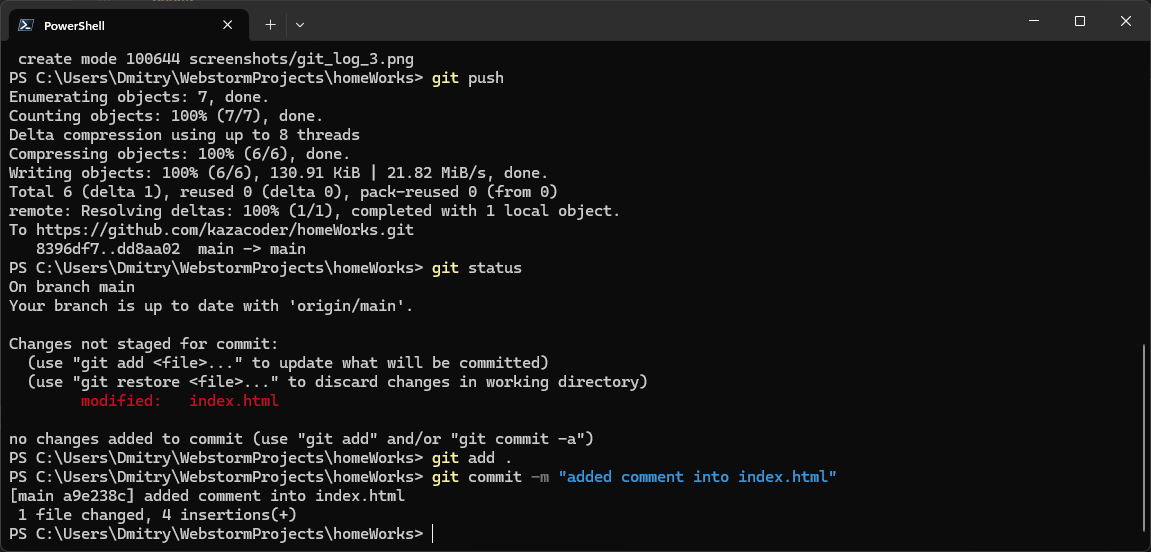 PowerShell
 create mode 100644 screenshots/git_log_3.png
PS C:\Users\Dmitry\WebstormProjects\homeWorks> git push
Enumerating objects: 7, done.
Counting objects: 100% (7/7), done.
Delta compression using up to 8 threads
Compressing objects: 100% (6/6), done.
Writing objects: 100% (6/6), 130.91 KiB | 21.82 MiB/s, done.
Total 6 (delta 1), reused 0 (delta 0), pack-reused 0 (from 0)
remote: Resolving deltas: 100% (1/1), completed with 1 local object.
To https://github.com/kazacoder/homeWorks.git
   8396df7..dd8aa02  main -> main
PS C:\Users\Dmitry\WebstormProjects\homeWorks> git status
On branch main
Your branch is up to date with 'origin/main'.

Changes not staged for commit:
  (use "git add <file>..." to update what will be committed)
  (use "git restore <file>..." to discard changes in working directory)
        modified:   index.html

no changes added to commit (use "git add" and/or "git commit -a")
PS C:\Users\Dmitry\WebstormProjects\homeWorks> git add .
PS C:\Users\Dmitry\WebstormProjects\homeWorks> git commit -m "added comment into index.html"
[main a9e238c] added comment into index.html
 1 file changed, 4 insertions(+)
PS C:\Users\Dmitry\WebstormProjects\homeWorks>